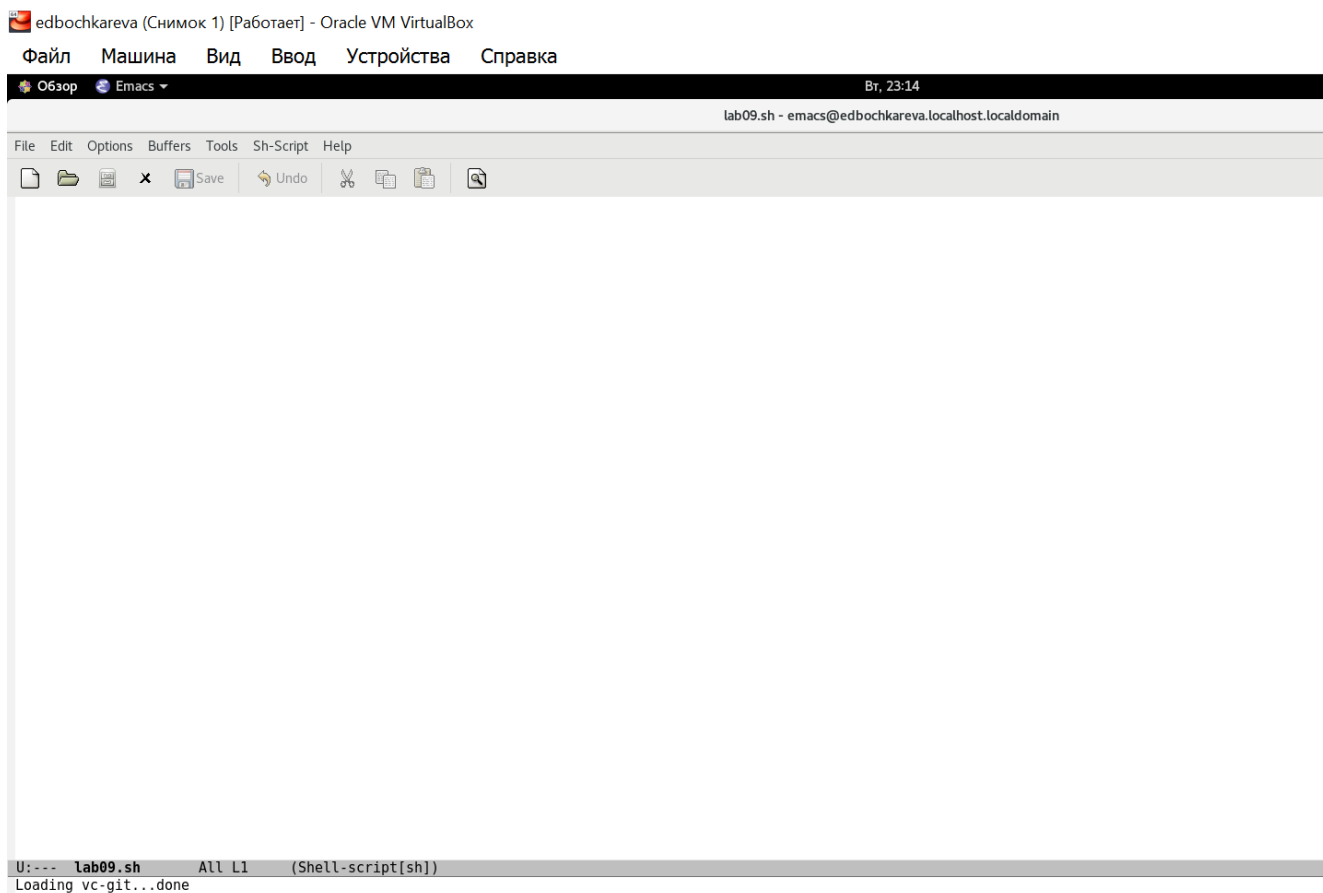 edbochkareva (Снимок 1) [Работает] - Oracle VM VirtualBox
Файл Машина Вид Ввод Устройства Справка
Обзор Emacs Вт, 23:14
lab09.sh - emacs@edbochkareva.localhost.localdomain
File Edit Options Buffers Tools Sh-Script Help
Save Undo
U:--- lab09.sh All L1 (Shell-script[sh])
Loading vc-git...done